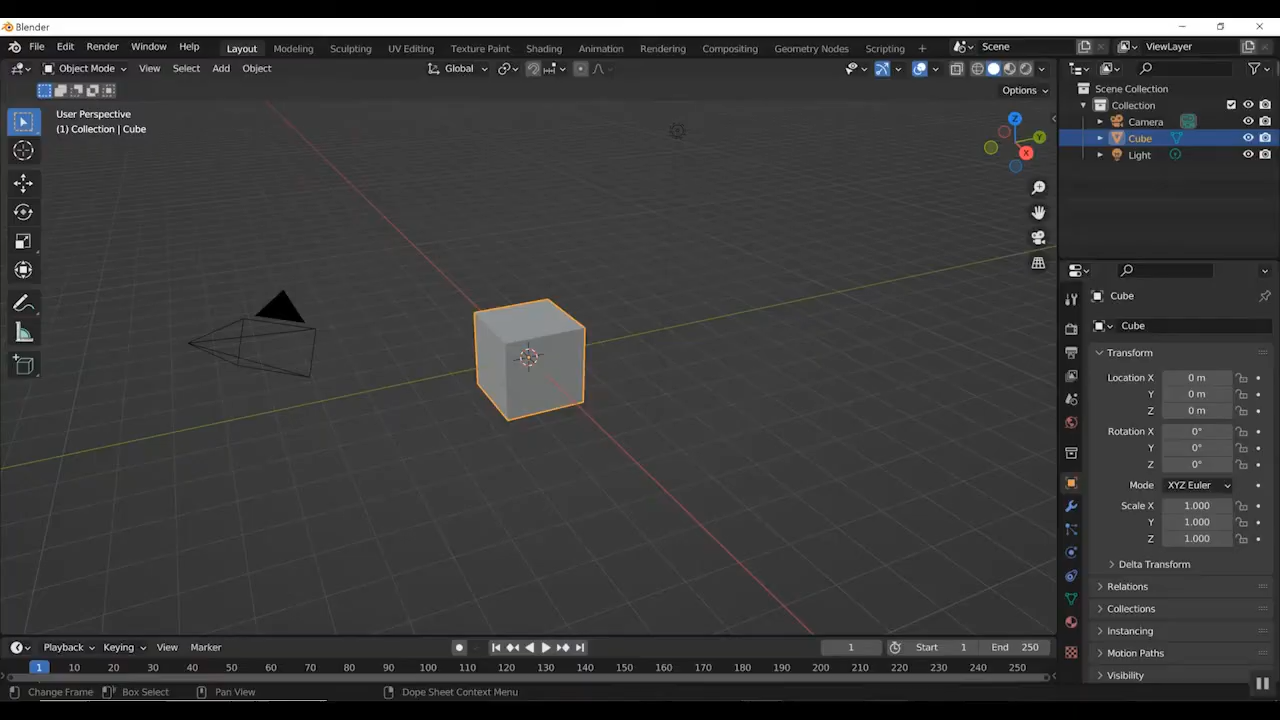 Blender
File Edit Render Window Help Layout Modeling Sculpting UV Editing Texture Paint Shading Animation Rendering Compositing Geometry Nodes Scripting + Scene ViewLayer
Object Mode View Select Add Object Global
Options
User Perspective
(1) Collection | Cube
Z
Y
X
Scene Collection
Collection
Camera
Cube
Light
Cube
Cube
Transform
Location X 0 m
Y 0 m
Z 0 m
Rotation X 0°
Y 0°
Z 0°
Mode XYZ Euler
Scale X 1.000
Y 1.000
Z 1.000
Delta Transform
Relations
Collections
Instancing
Motion Paths
Visibility
Playback Keying View Marker 1 Start 1 End 250
1 10 20 30 40 50 60 70 80 90 100 110 120 130 140 150 160 170 180 190 200 210 220 230 240 250
Change Frame Box Select Pan View Dope Sheet Context Menu